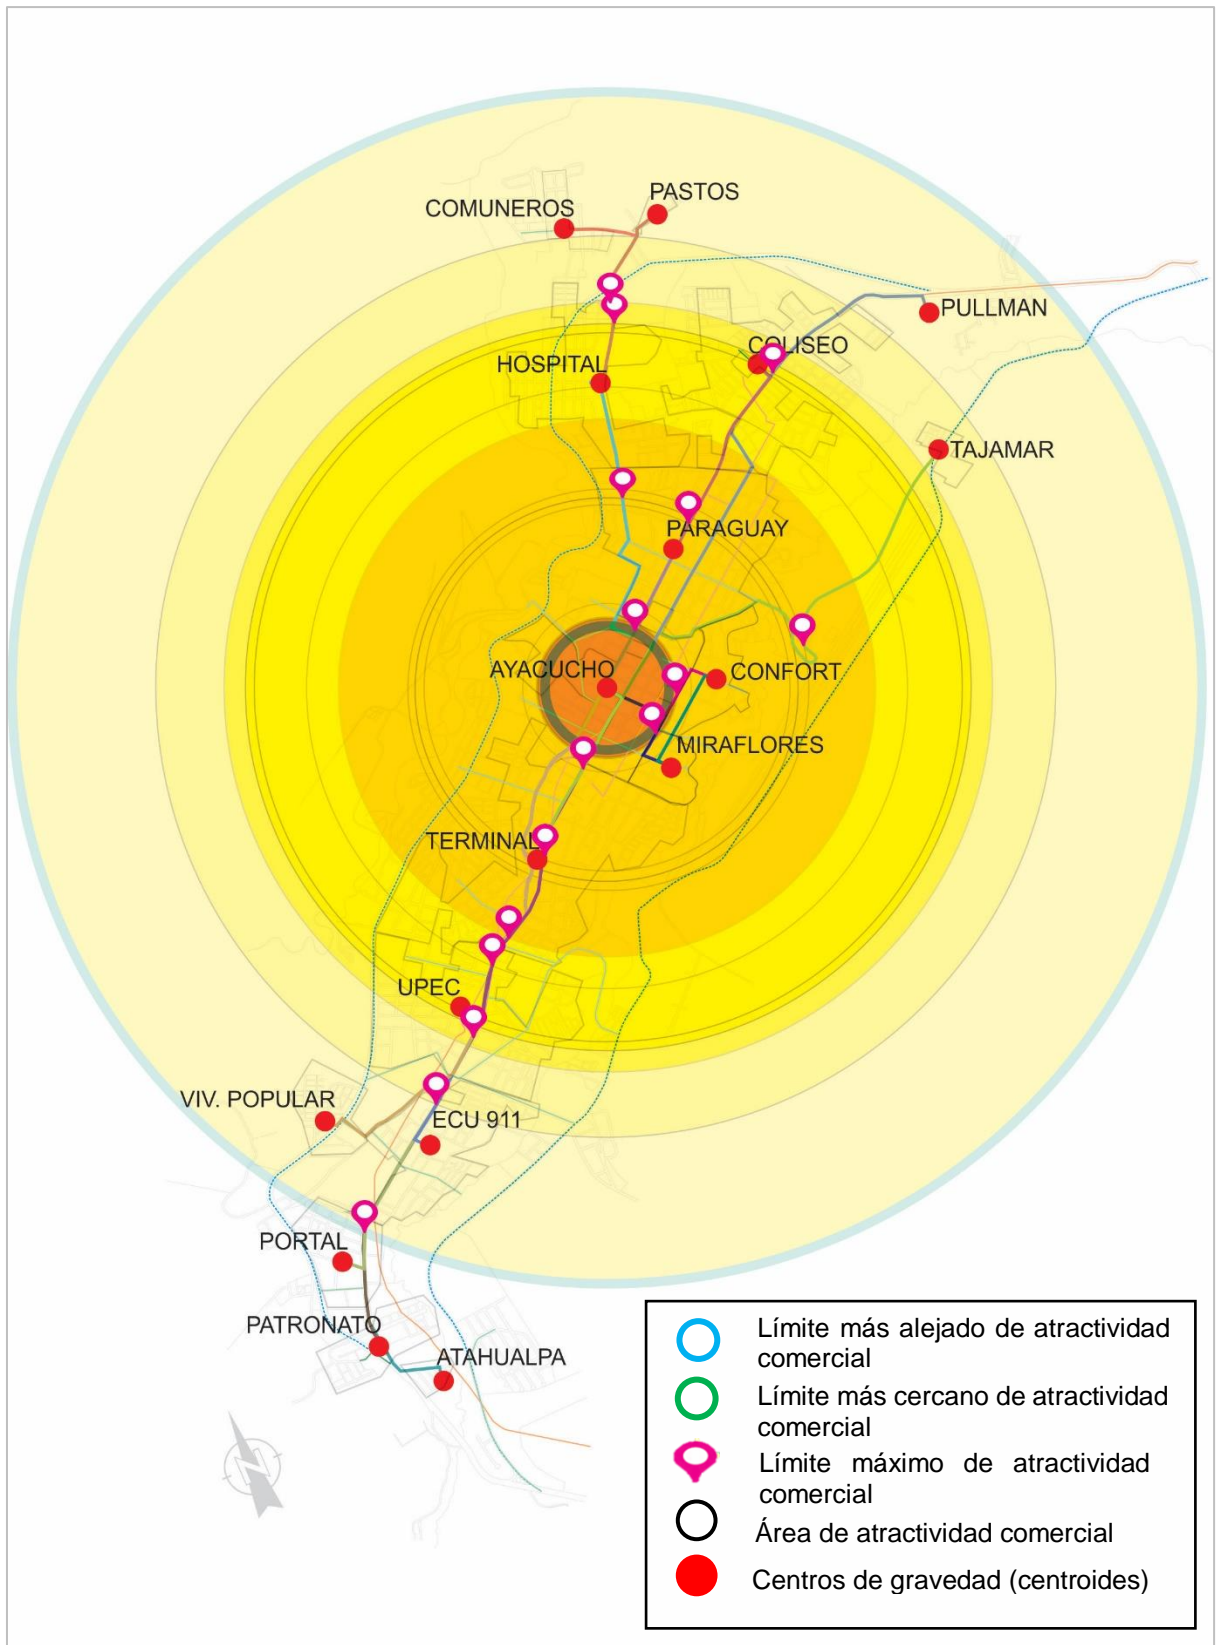 PASTOS
COMUNEROS
PULLMAN
COLISEO
HOSPITAL
TAJAMAR
PARAGUAY
CONFORT
AYACUCHO
MIRAFLORES
TERMINAL
UPEC
VIV. POPULAR
ECU 911
PORTAL
PATRONATO
ATAHUALPA
Límite más alejado de atractividad
comercial
Límite más cercano de atractividad
comercial
Límite máximo de atractividad
comercial
Área de atractividad comercial
Centros de gravedad (centroides)